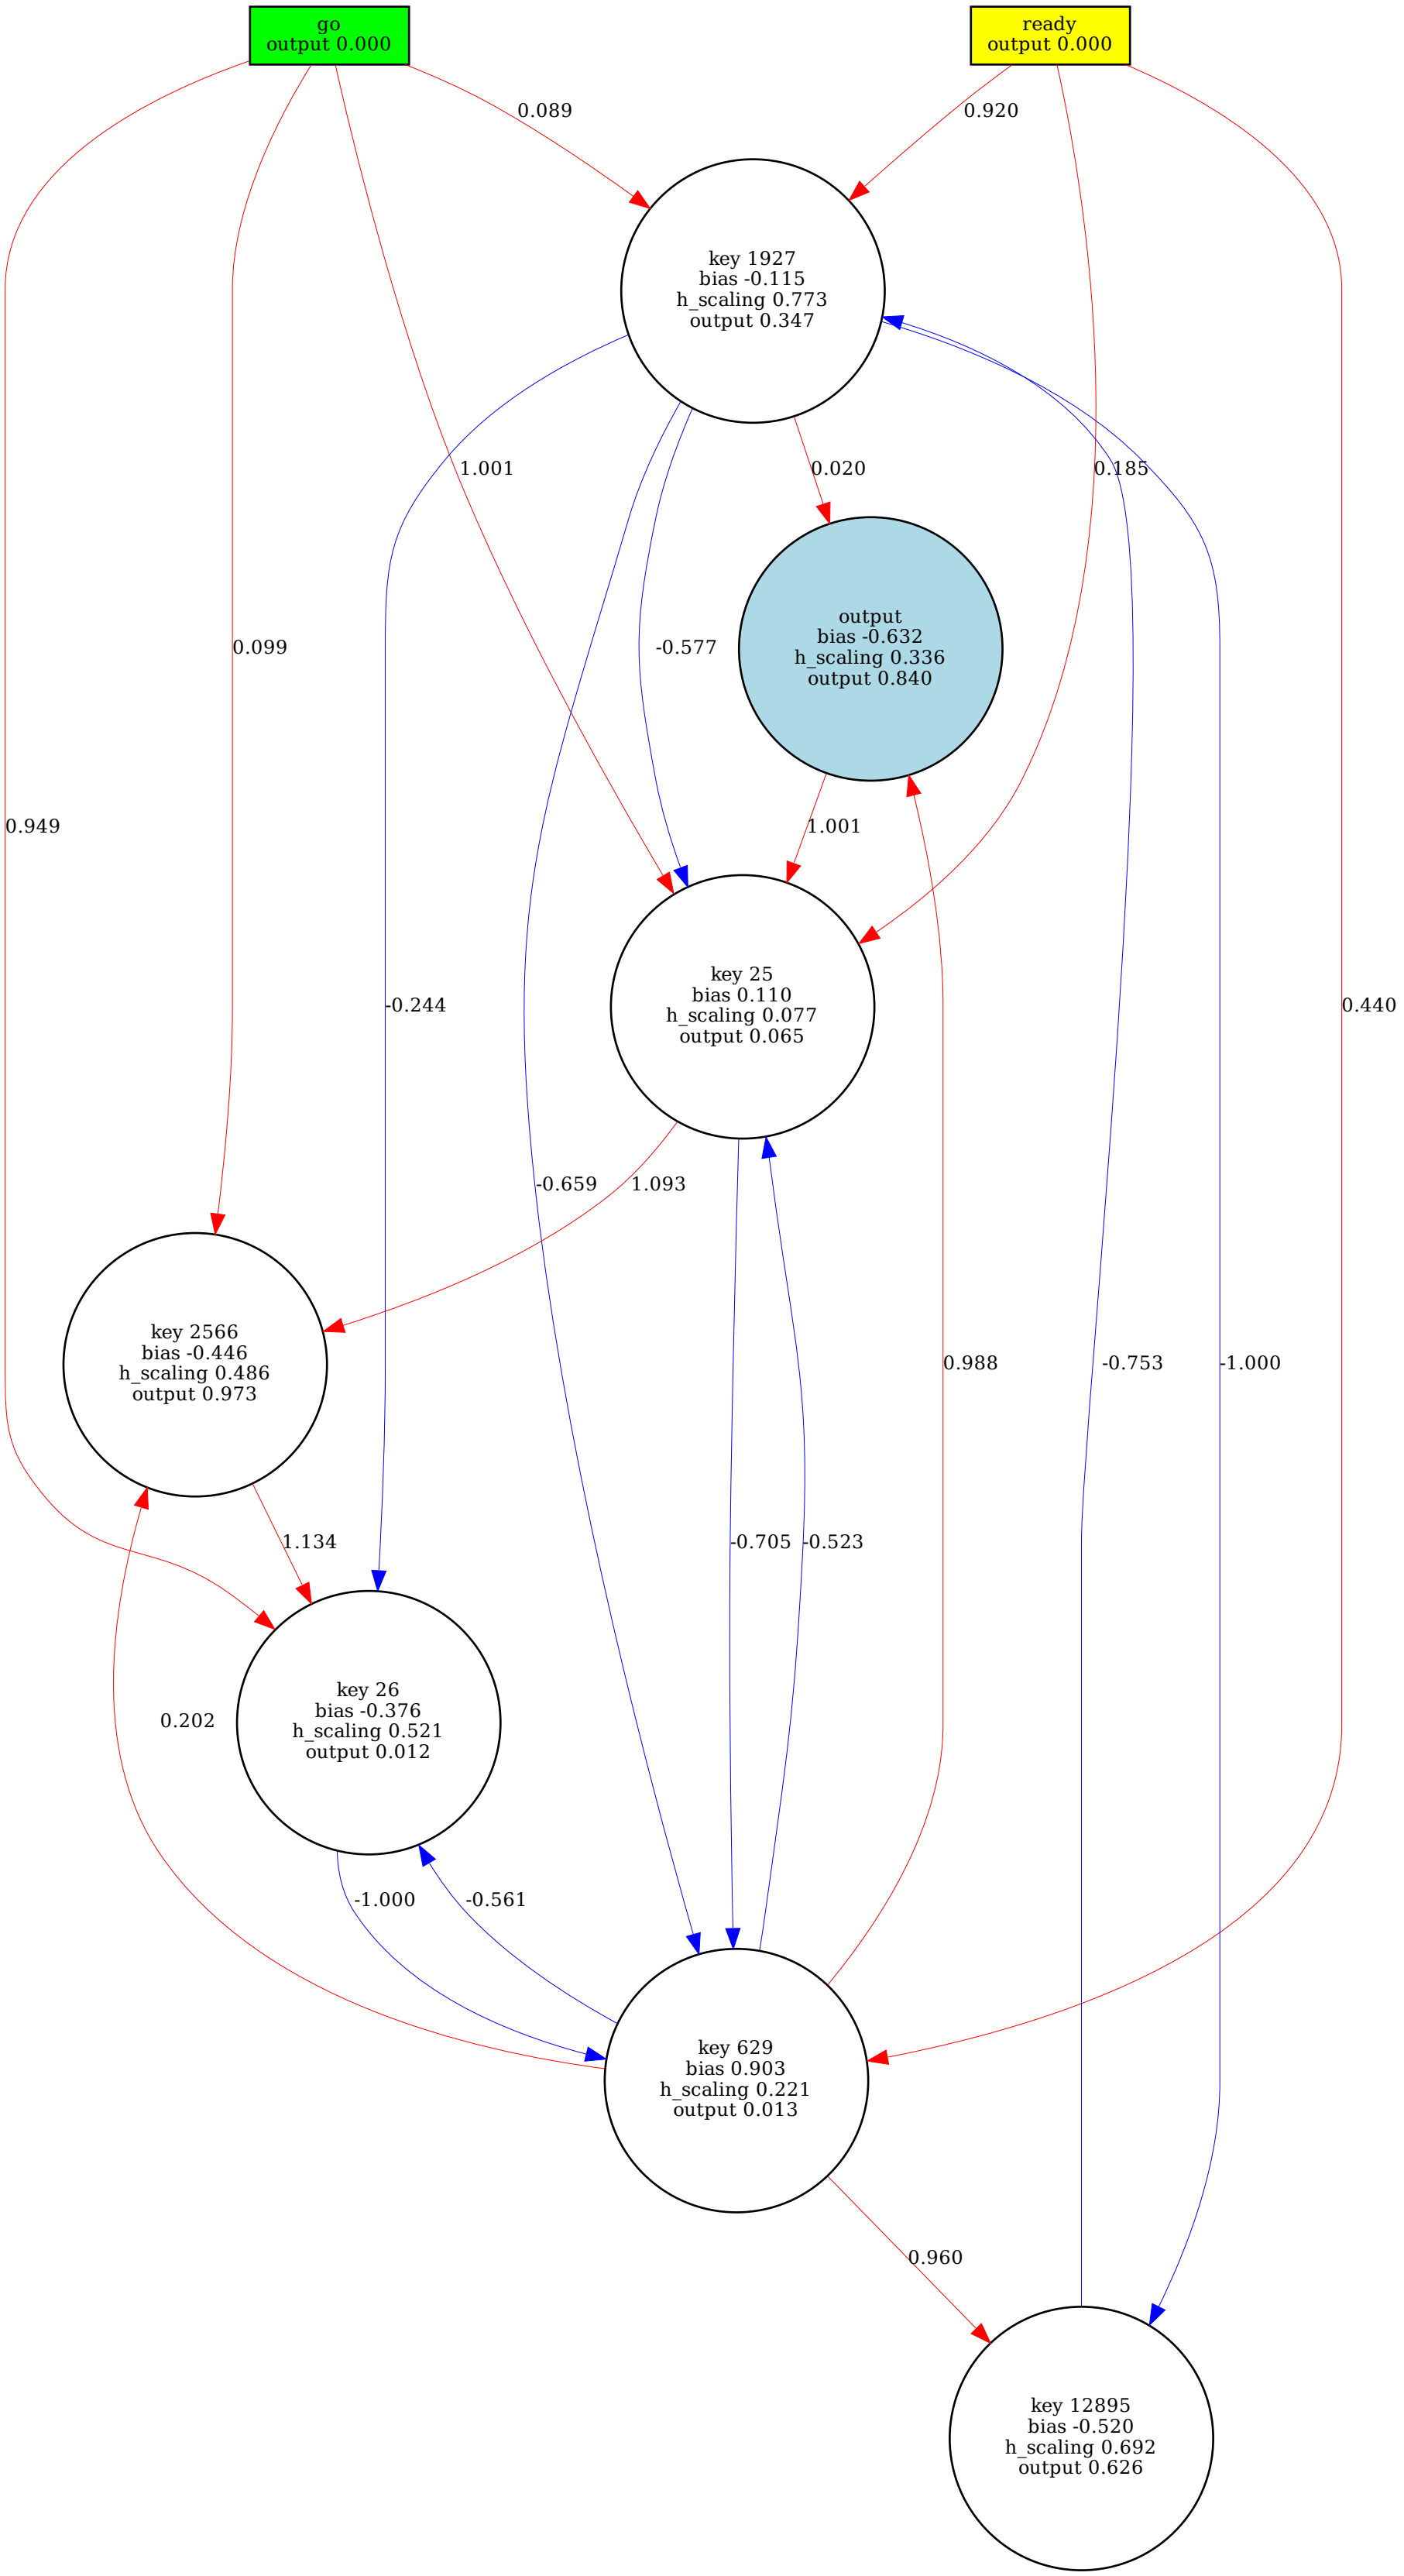 go
output 0.000
ready
output 0.000
0.089
0.920
key 1927
bias -0.115
h_scaling 0.773
output 0.347
1.001
0.020
0.185
output
bias -0.632
h_scaling 0.336
output 0.840
0.099
-0.577
0.949
1.001
key 25
bias 0.110
h_scaling 0.077
output 0.065
-0.244
0.440
-0.659
1.093
key 2566
bias -0.446
h_scaling 0.486
output 0.973
0.988
-0.753
-1.000
1.134
-0.705
-0.523
key 26
bias -0.376
h_scaling 0.521
output 0.012
0.202
-1.000
-0.561
key 629
bias 0.903
h_scaling 0.221
output 0.013
0.960
key 12895
bias -0.520
h_scaling 0.692
output 0.626